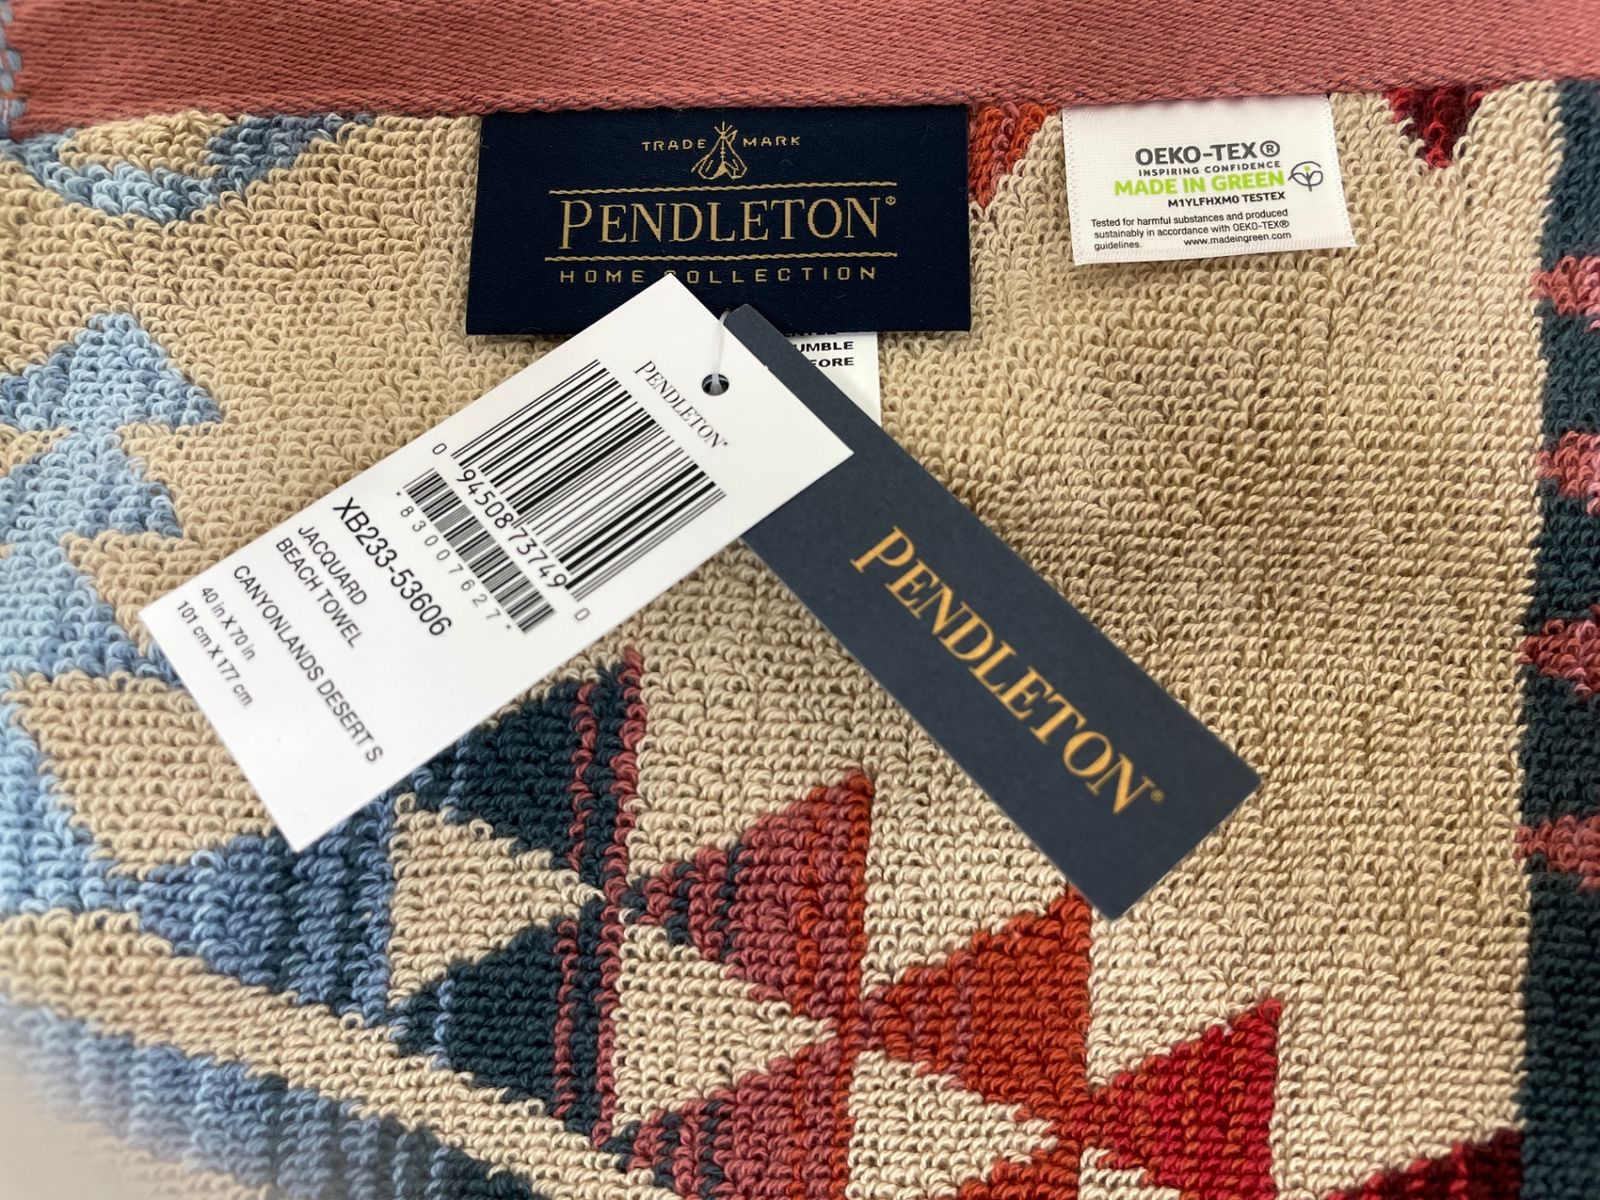 TRADE MARK
PENDLETON®
HOME COLLECTION
OEKO-TEX®
INSPIRING CONFIDENCE
MADE IN GREEN
M1YLFHXM0 TESTEX
Tested for harmful substances and produced
sustainably in accordance with OEKO-TEX®
guidelines. www.madeingreen.com
UMBLE
FORE
PENDLETON®
0 94508 73749 0
*83007627*
XB233-53606
JACQUARD
BEACH TOWEL
CANYONLANDS DESERT S
40 in X 70 in
101 cm X 177 cm
PENDLETON®